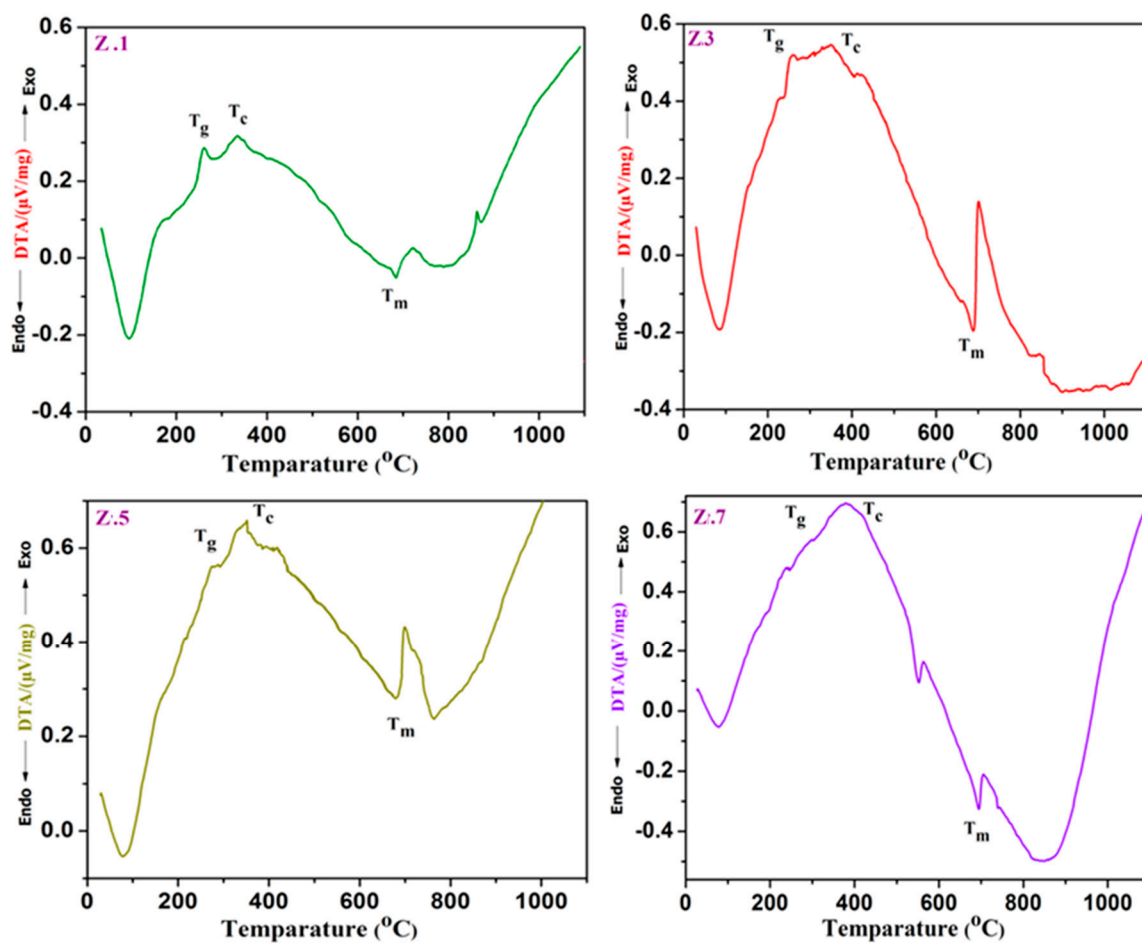 Z.1
0.6
0.4
0.2
0.0
-0.2
-0.4
Endo DTA/(μV/mg) Exo
Tg
Tc
Tm
0 200 400 600 800 1000
Temparature (°C)
Z3
0.6
0.4
0.2
0.0
-0.2
-0.4
Endo DTA/(μV/mg) Exo
Tg
Tc
Tm
0 200 400 600 800 1000
Temparature (°C)
Z.5
0.6
0.4
0.2
0.0
Endo DTA/(μV/mg) Exo
Tg
Tc
Tm
0 200 400 600 800 1000
Temparature (°C)
Z.7
0.6
0.4
0.2
0.0
-0.2
-0.4
Endo DTA/(μV/mg) Exo
Tg
Tc
Tm
0 200 400 600 800 1000
Temparature (°C)